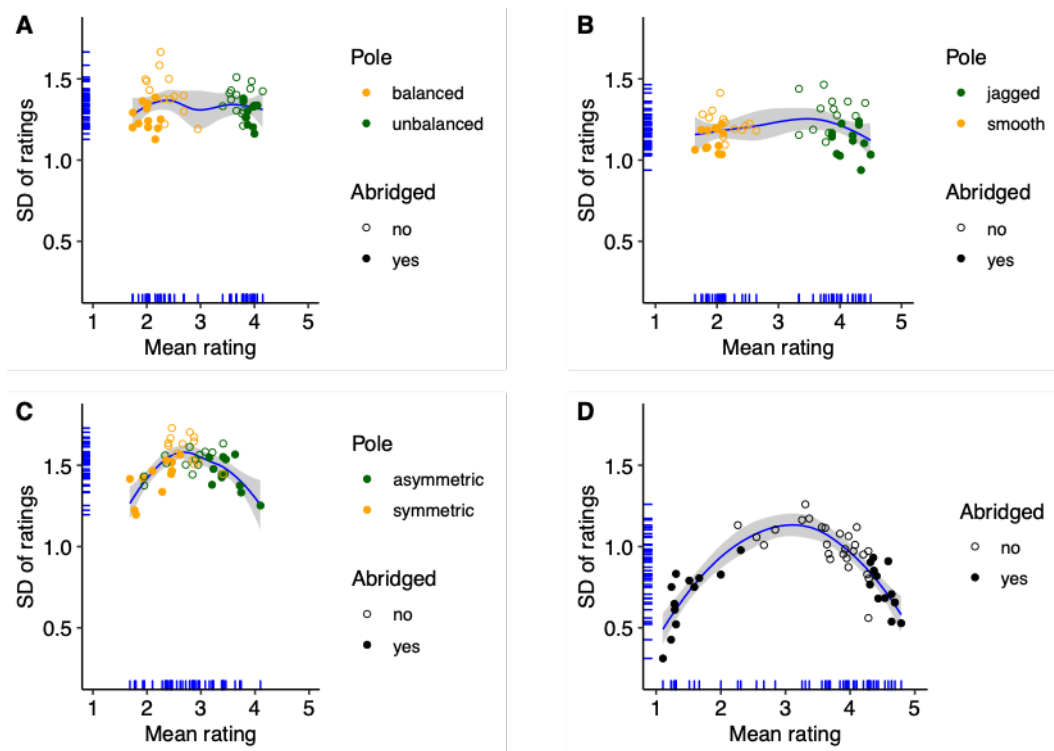 A
SD of ratings
1.5
1.0
0.5
1 2 3 4 5
Mean rating
Pole
balanced
unbalanced
Abridged
no
yes
B
SD of ratings
1.5
1.0
0.5
1 2 3 4 5
Mean rating
Pole
jagged
smooth
Abridged
no
yes
C
SD of ratings
1.5
1.0
0.5
1 2 3 4 5
Mean rating
Pole
asymmetric
symmetric
Abridged
no
yes
D
SD of ratings
1.5
1.0
0.5
1 2 3 4 5
Mean rating
Abridged
no
yes